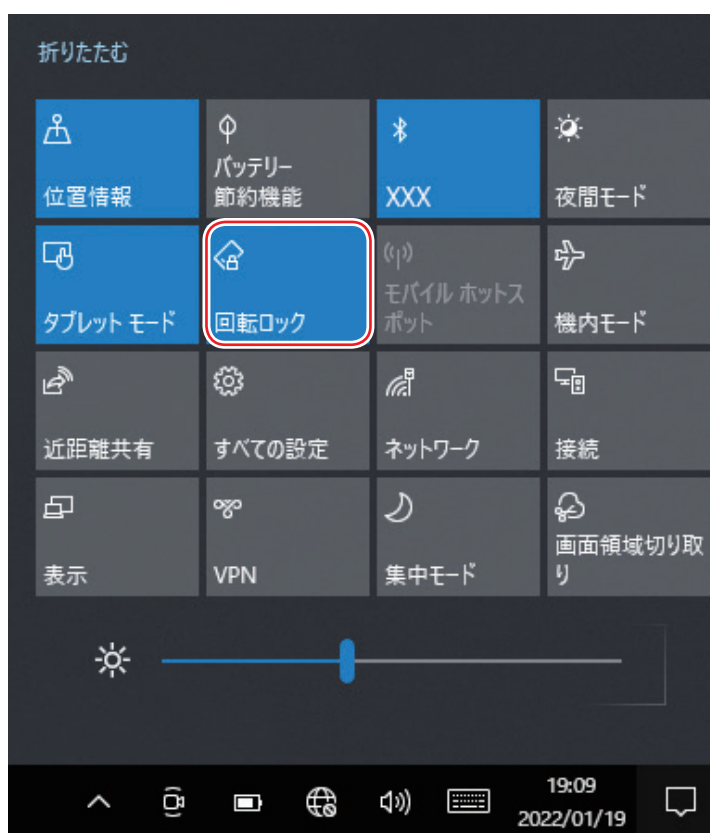 折りたたむ
位置情報
バッテリー
節約機能
XXX
夜間モード
タブレット モード
回転ロック
モバイル ホットス
ポット
機内モード
近距離共有
すべての設定
ネットワーク
接続
表示
VPN
集中モード
画面領域切り取
り
19:09
2022/01/19